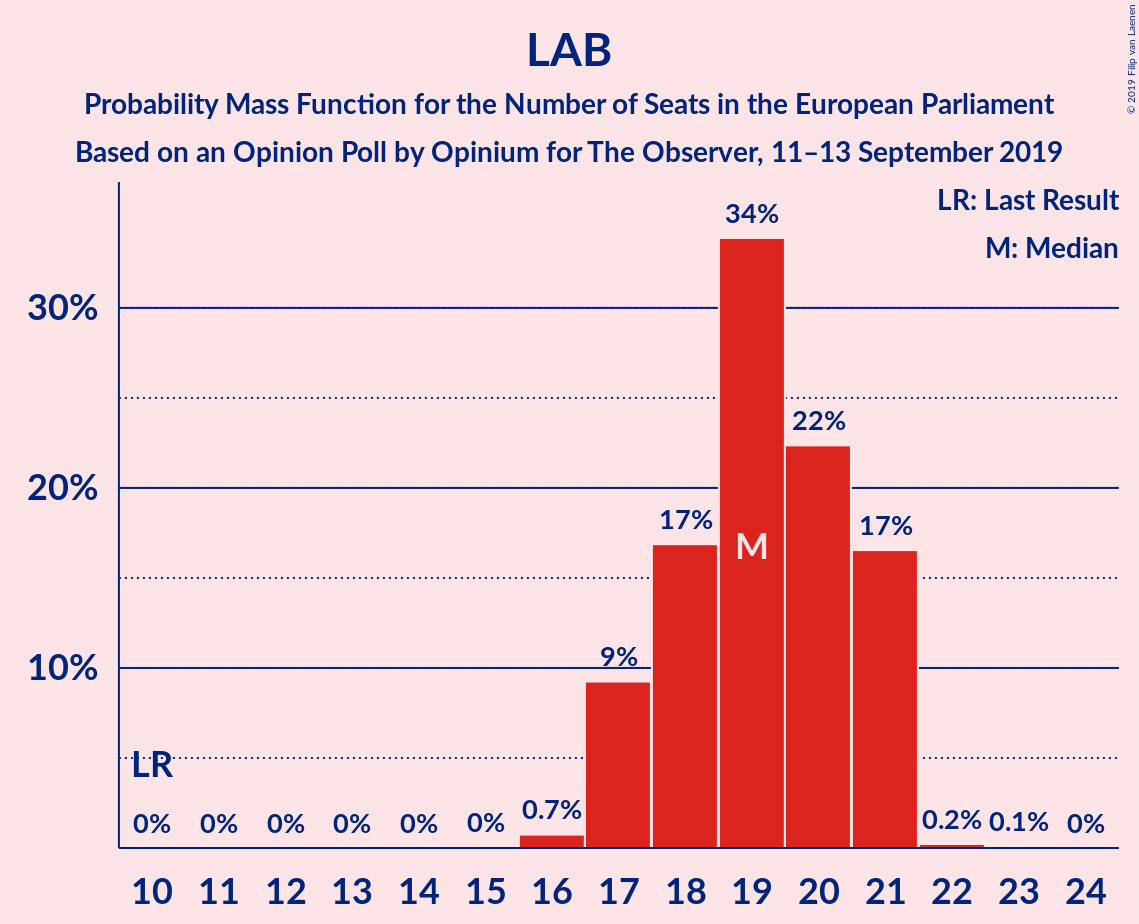 LAB
Probability Mass Function for the Number of Seats in the European Parliament
Based on an Opinion Poll by Opinium for The Observer, 11–13 September 2019
© 2019 Filip van Laenen
LR: Last Result
M: Median
34%
30%
22%
20%
17%
17%
M
10%
9%
LR
0%
0%
0%
0%
0%
0%
0.7%
0.2%
0.1%
0%
10 11 12 13 14 15 16 17 18 19 20 21 22 23 24